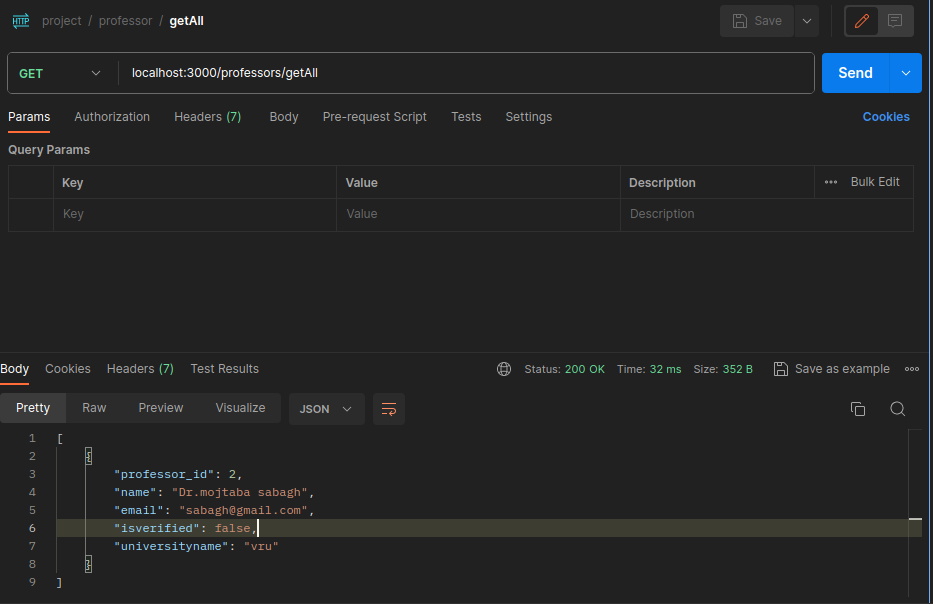 HTTP project / professor / getAll Save
GET localhost:3000/professors/getAll Send
Params Authorization Headers (7) Body Pre-request Script Tests Settings Cookies
Query Params
Key Value Description ••• Bulk Edit
Key Value Description
Body Cookies Headers (7) Test Results Status: 200 OK Time: 32 ms Size: 352 B Save as example
Pretty Raw Preview Visualize JSON
1 [
2 {
3 "professor_id": 2,
4 "name": "Dr.mojtaba sabagh",
5 "email": "sabagh@gmail.com",
6 "isverified": false,
7 "universityname": "vru"
8 }
9 ]